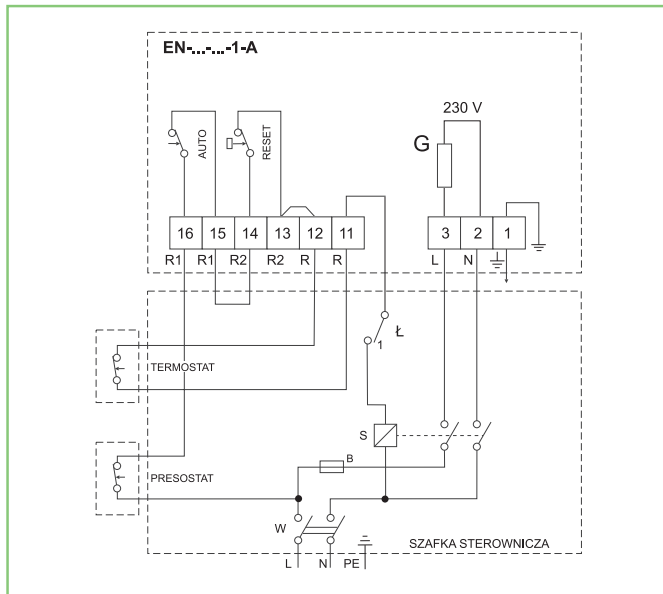 EN-...-...-1-A
230 V
G
AUTO
RESET
16 15 14 13 12 11 3 2 1
R1 R1 R2 R2 R R L N
Ł
1
TERMOSTAT
S
B
PRESOSTAT
W
SZAFKA STEROWNICZA
L N PE